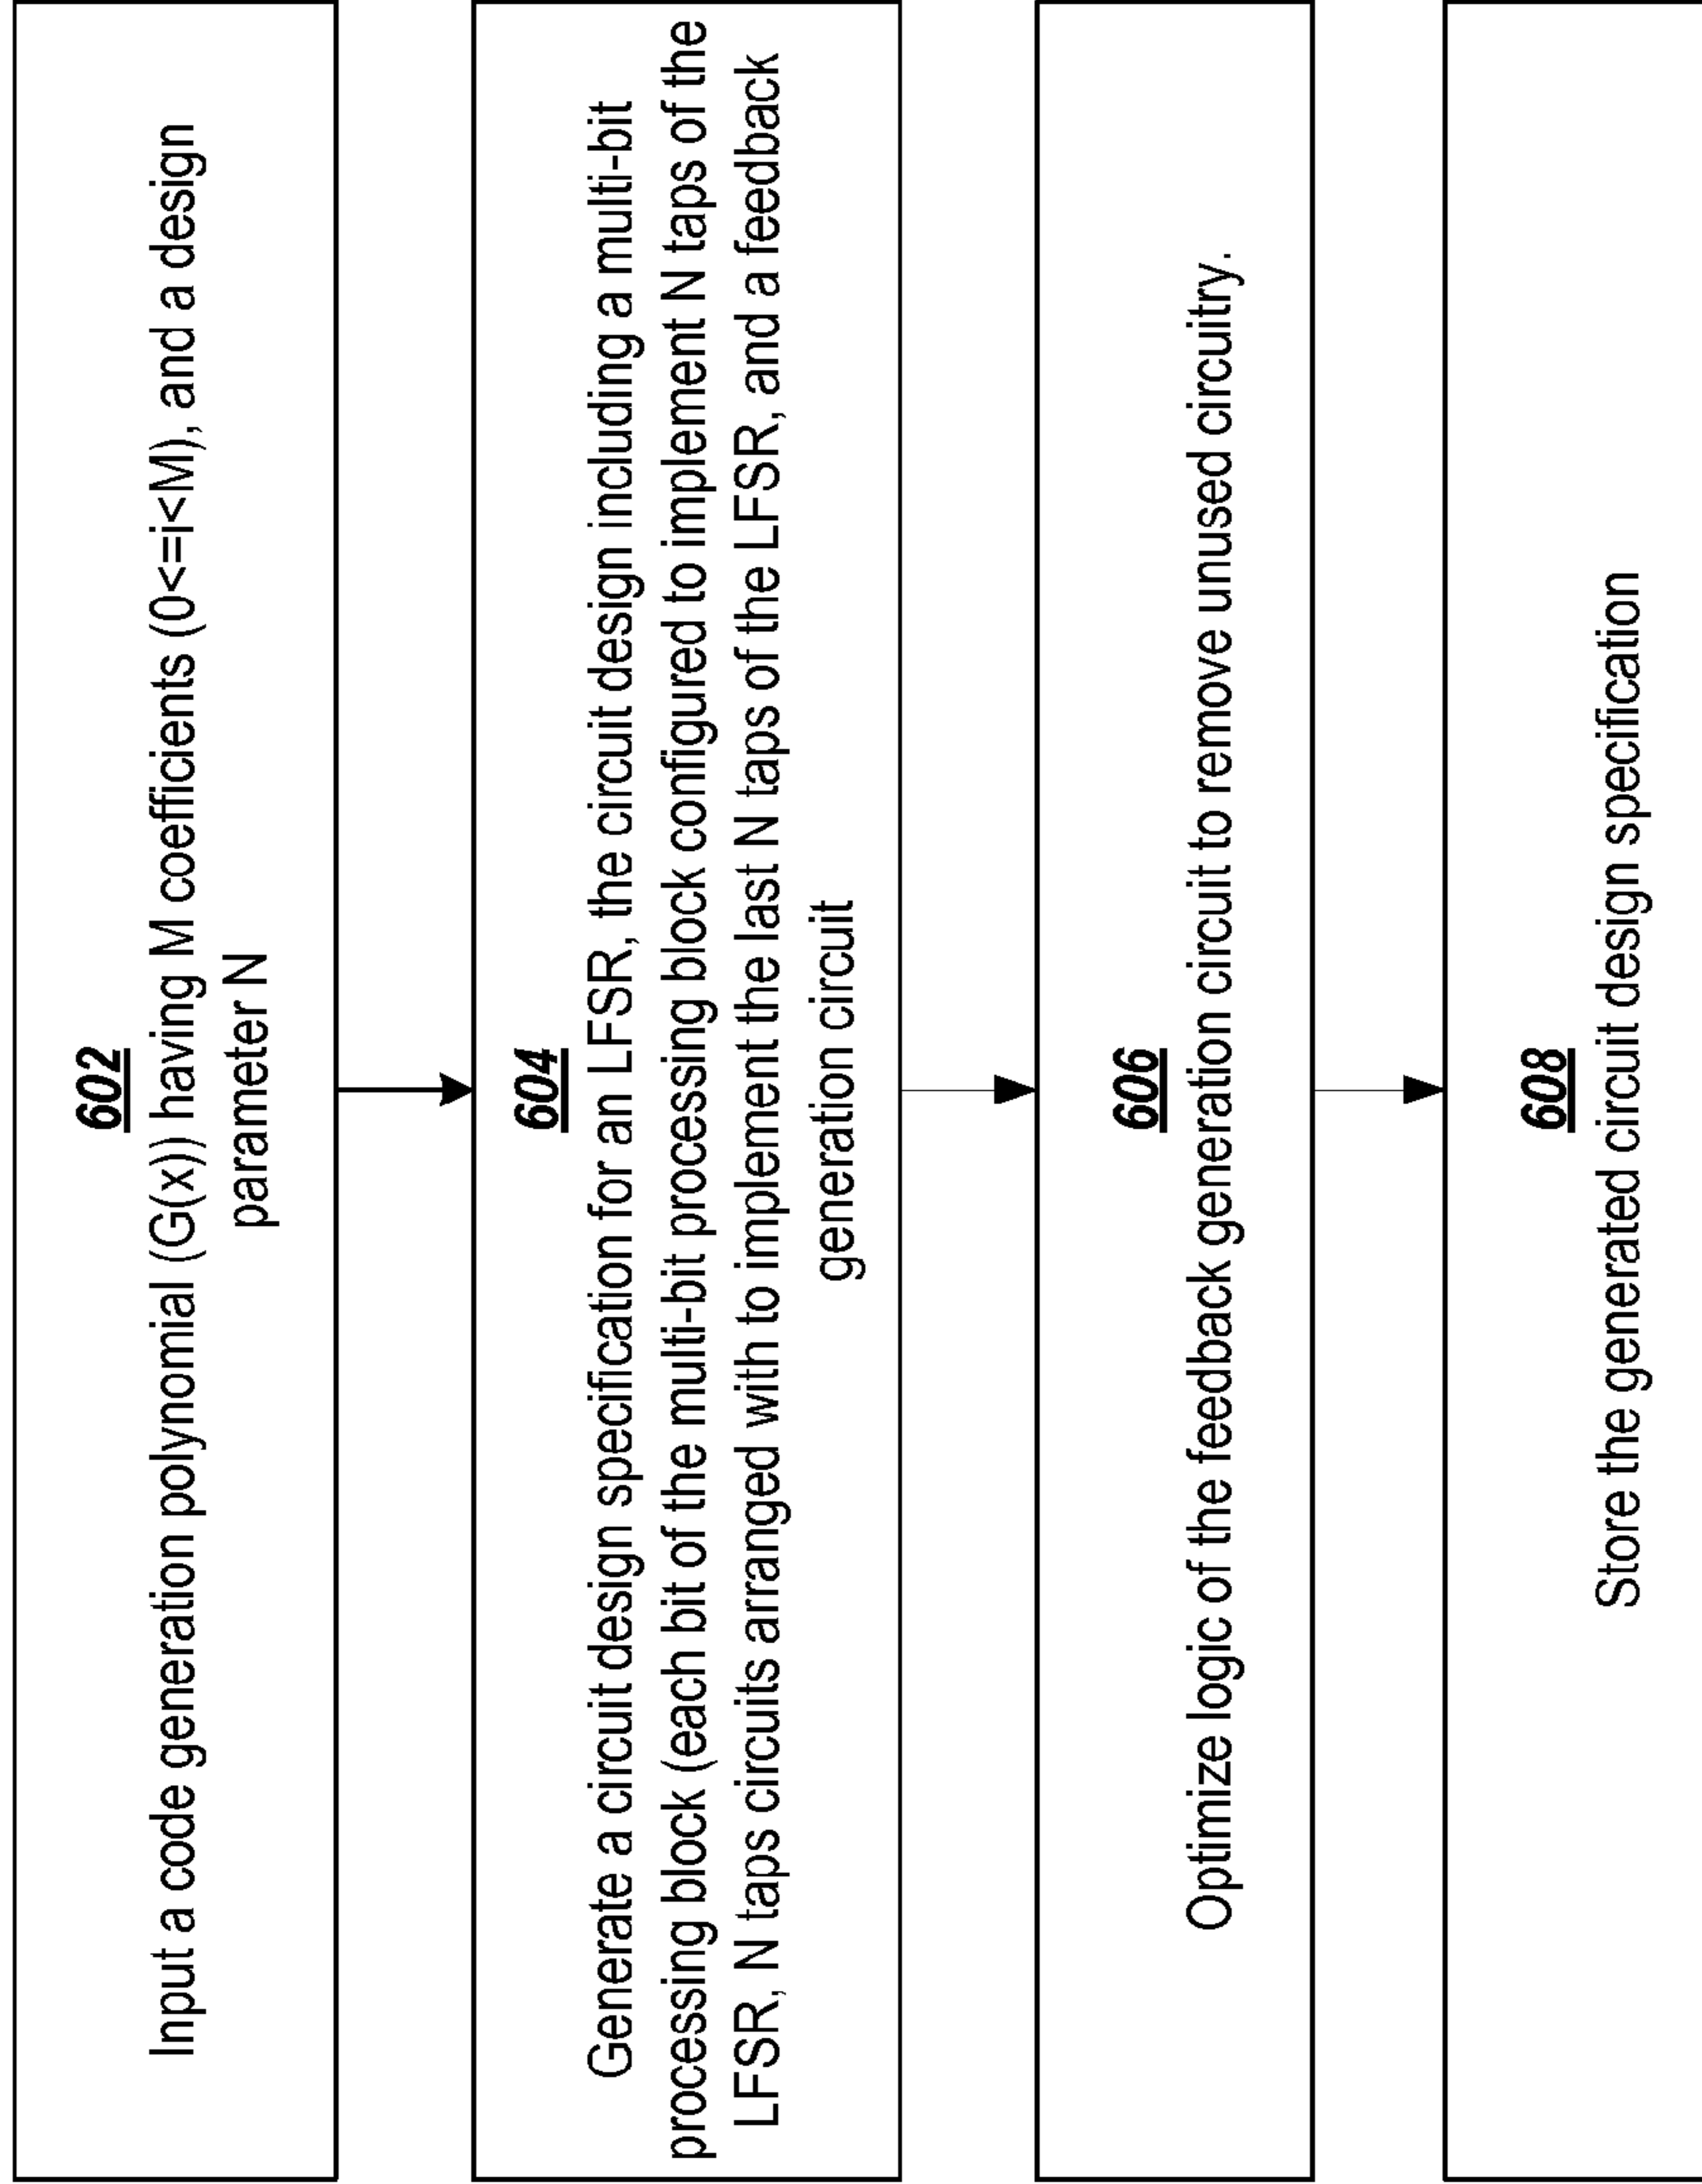 602
Input a code generation polynomial (G(x)) having M coefficients (0<=i<M), and a design
parameter N
604
Generate a circuit design specification for an LFSR, the circuit design including a multi-bit
processing block (each bit of the multi-bit processing block configured to implement N taps of the
LFSR, N taps circuits arranged with to implement the last N taps of the LFSR, and a feedback
generation circuit
606
Optimize logic of the feedback generation circuit to remove unused circuitry.
608
Store the generated circuit design specification